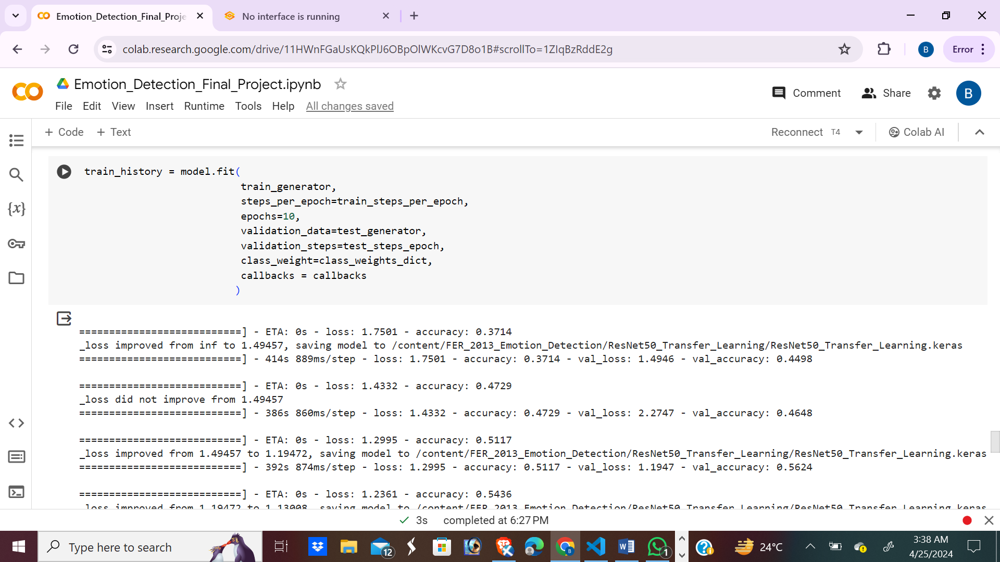 Emotion_Detection_Final_Proje
No interface is running
colab.research.google.com/drive/11HWnFGaUsKQkPlJ6OBpOlWKcvG7D8o1B#scrollTo=1ZIqBzRddE2g
B
Error
Emotion_Detection_Final_Project.ipynb
File Edit View Insert Runtime Tools Help All changes saved
Comment
Share
B
+ Code + Text
Reconnect T4
Colab AI
train_history = model.fit(
train_generator,
steps_per_epoch=train_steps_per_epoch,
epochs=10,
validation_data=test_generator,
validation_steps=test_steps_epoch,
class_weight=class_weights_dict,
callbacks = callbacks
)
===========================] - ETA: 0s - loss: 1.7501 - accuracy: 0.3714
_loss improved from inf to 1.49457, saving model to /content/FER_2013_Emotion_Detection/ResNet50_Transfer_Learning/ResNet50_Transfer_Learning.keras
===========================] - 414s 889ms/step - loss: 1.7501 - accuracy: 0.3714 - val_loss: 1.4946 - val_accuracy: 0.4498
===========================] - ETA: 0s - loss: 1.4332 - accuracy: 0.4729
_loss did not improve from 1.49457
===========================] - 386s 860ms/step - loss: 1.4332 - accuracy: 0.4729 - val_loss: 2.2747 - val_accuracy: 0.4648
===========================] - ETA: 0s - loss: 1.2995 - accuracy: 0.5117
_loss improved from 1.49457 to 1.19472, saving model to /content/FER_2013_Emotion_Detection/ResNet50_Transfer_Learning/ResNet50_Transfer_Learning.keras
===========================] - 392s 874ms/step - loss: 1.2995 - accuracy: 0.5117 - val_loss: 1.1947 - val_accuracy: 0.5624
===========================] - ETA: 0s - loss: 1.2361 - accuracy: 0.5436
_loss improved from 1.19472 to 1.13008, saving model to /content/FER_2013_Emotion_Detection/ResNet50_Transfer_Learning/ResNet50_Transfer_Learning.keras
3s completed at 6:27 PM
Type here to search
12
B
1
24°C
3:38 AM
4/25/2024